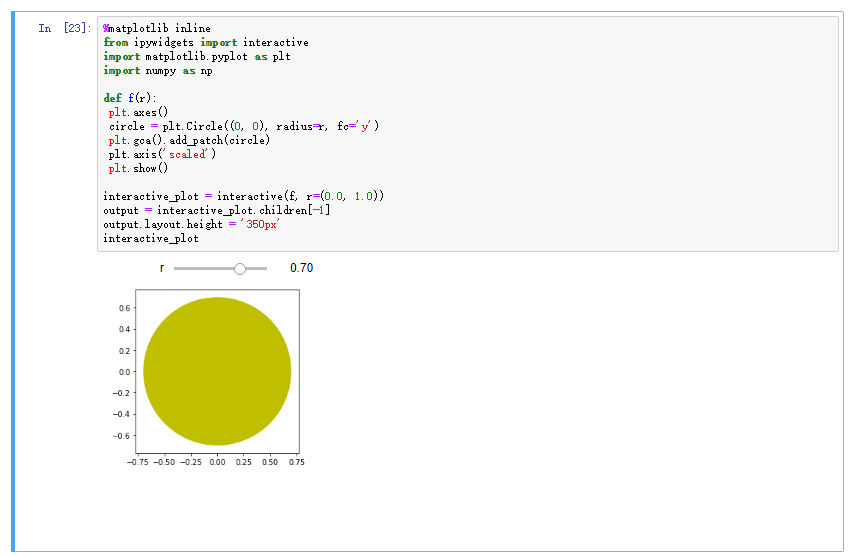 In [23]:
%matplotlib inline
from ipywidgets import interactive
import matplotlib.pyplot as plt
import numpy as np
def f(r):
plt.axes()
circle = plt.Circle((0, 0), radius=r, fc='y')
plt.gca().add_patch(circle)
plt.axis('scaled')
plt.show()
interactive_plot = interactive(f, r=(0.0, 1.0))
output = interactive_plot.children[-1]
output.layout.height = '350px'
interactive_plot
r 0.70
0.6
0.4
0.2
0.0
−0.2
−0.4
−0.6
−0.75 −0.50 −0.25 0.00 0.25 0.50 0.75